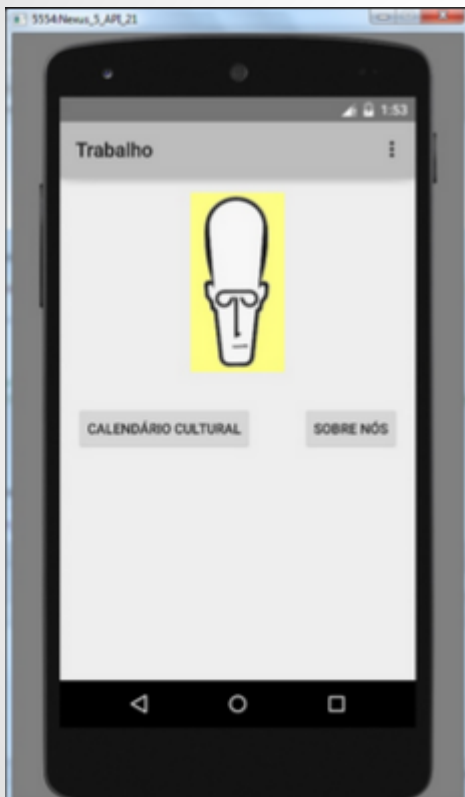 5554:Nexus_5_API_21
1:53
Trabalho
CALENDÁRIO CULTURAL
SOBRE NÓS